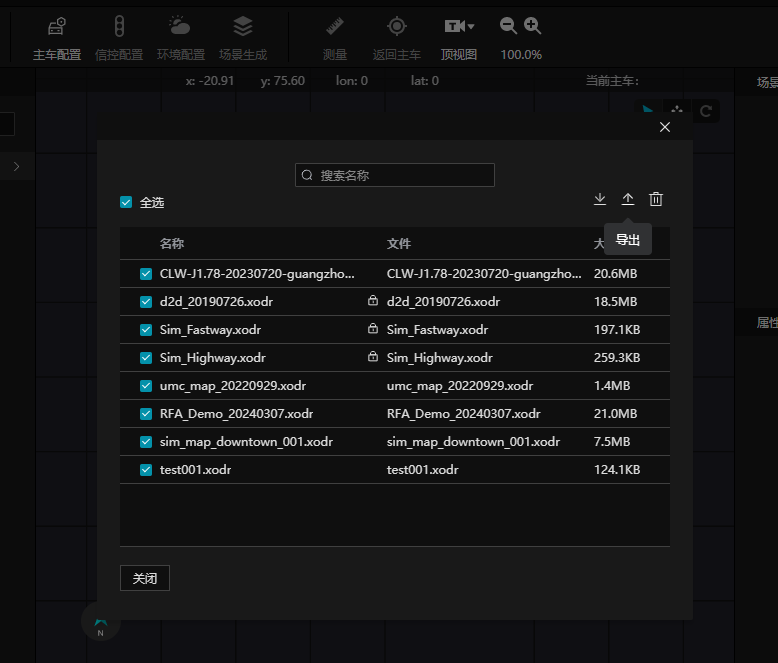 主车配置 信控配置 环境配置 场景生成 测量 返回主车 顶视图 100.0%
x: -20.91 y: 75.60 lon: 0 lat: 0 当前主车:
场景
搜索名称
全选
导出
名称 文件 大
CLW-J1.78-20230720-guangzho... CLW-J1.78-20230720-guangzho... 20.6MB
d2d_20190726.xodr d2d_20190726.xodr 18.5MB
Sim_Fastway.xodr Sim_Fastway.xodr 197.1KB
属性
Sim_Highway.xodr Sim_Highway.xodr 259.3KB
umc_map_20220929.xodr umc_map_20220929.xodr 1.4MB
RFA_Demo_20240307.xodr RFA_Demo_20240307.xodr 21.0MB
sim_map_downtown_001.xodr sim_map_downtown_001.xodr 7.5MB
test001.xodr test001.xodr 124.1KB
关闭
N